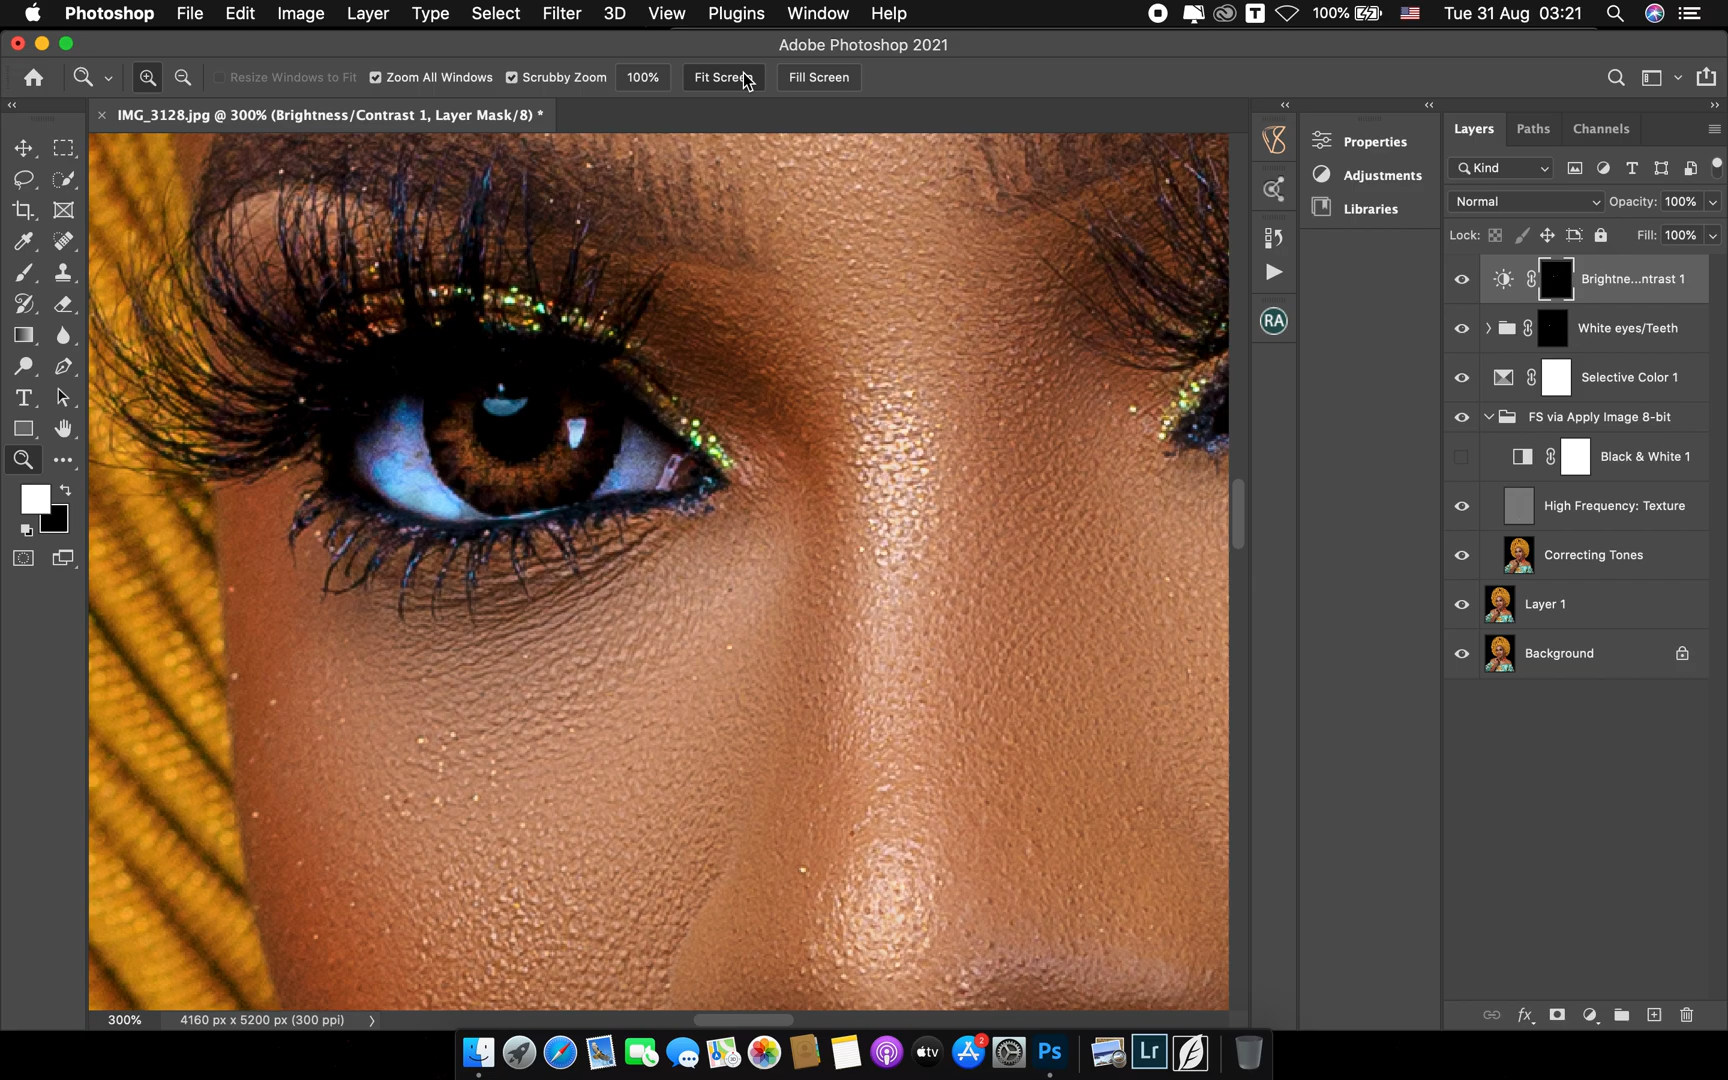 Photoshop File Edit Image Layer Type Select Filter 3D View Plugins Window Help T 100% Tue 31 Aug 03:21
Adobe Photoshop 2021
Resize Windows to Fit Zoom All Windows Scrubby Zoom 100% Fit Screen Fill Screen
IMG_3128.jpg @ 300% (Brightness/Contrast 1, Layer Mask/8) *
Properties
Adjustments
Libraries
RA
Layers Paths Channels
Kind
Normal Opacity: 100%
Lock: Fill: 100%
Brightne...ntrast 1
White eyes/Teeth
Selective Color 1
FS via Apply Image 8-bit
Black & White 1
High Frequency: Texture
Correcting Tones
Layer 1
Background
fx
300% 4160 px x 5200 px (300 ppi)
tv 2 Ps Lr